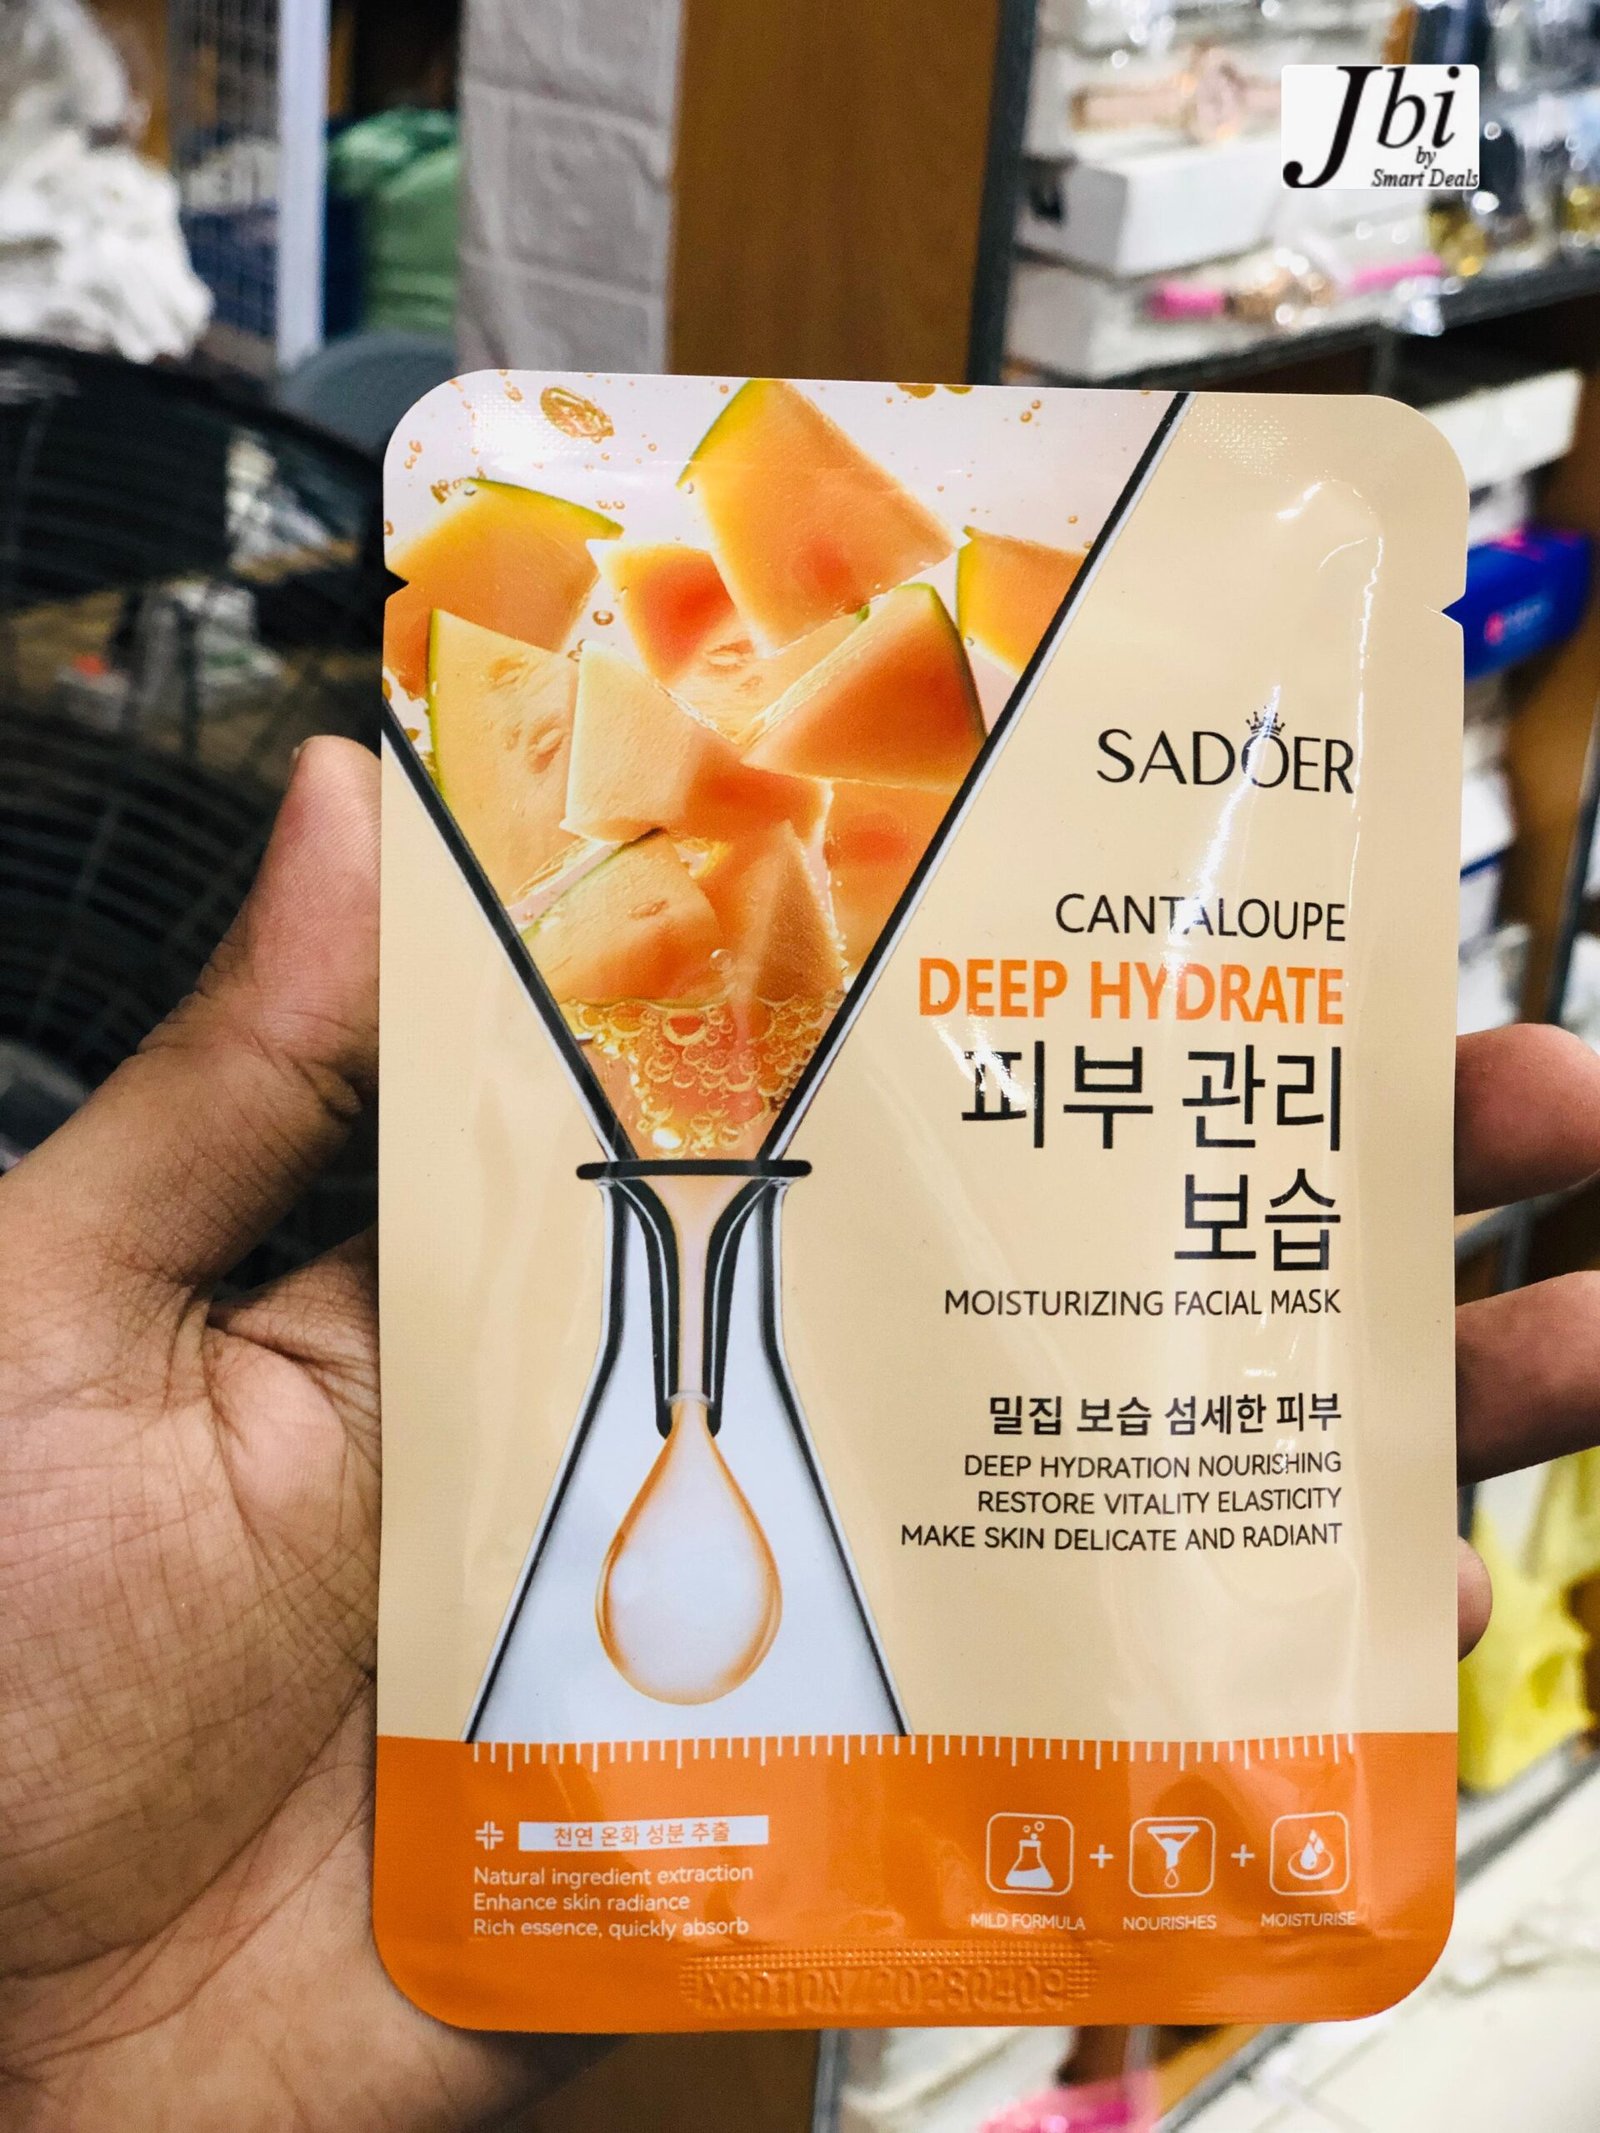 Jbi
by
Smart Deals
SADOER
CANTALOUPE
DEEP HYDRATE
피부 관리
보습
MOISTURIZING FACIAL MASK
밀집 보습 섬세한 피부
DEEP HYDRATION NOURISHING
RESTORE VITALITY ELASTICITY
MAKE SKIN DELICATE AND RADIANT
천연 온화 성분 추출
Natural ingredient extraction
Enhance skin radiance
Rich essence, quickly absorb
+ +
MILD FORMULA NOURISHES MOISTURISE